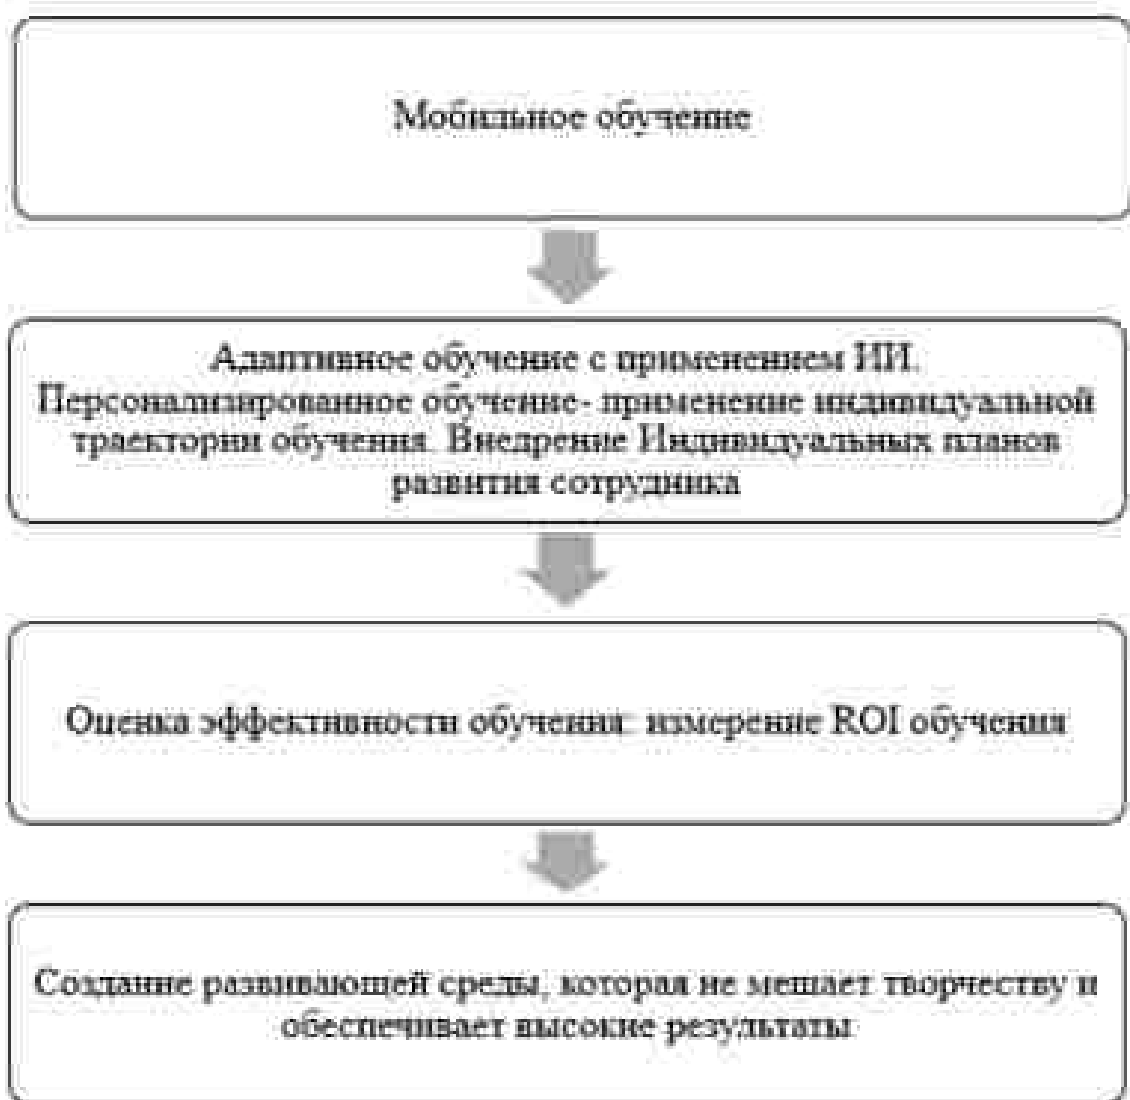 Мобильное обучение
Адаптивное обучение с применением ИИ.
Персонализированное обучение- применение индивидуальной
траектории обучения. Внедрение Индивидуальных планов
развития сотрудника
Оценка эффективности обучения: измерение ROI обучения
Создание развивающей среды, которая не мешает творчеству и
обеспечивает высокие результаты